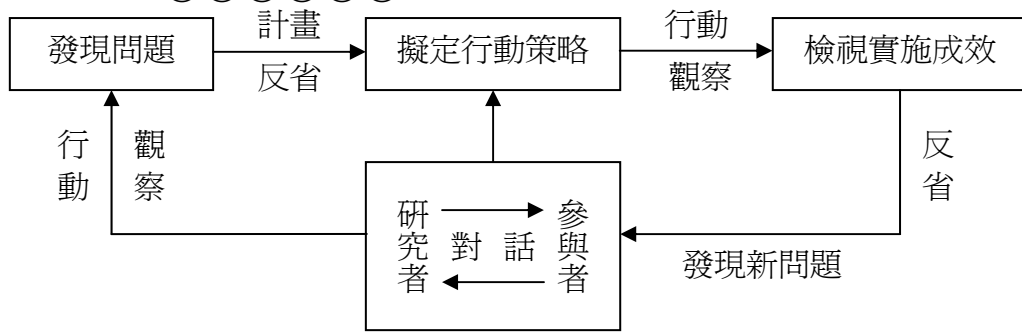 計畫
發現問題
擬定行動策略
行動
檢視實施成效
反省
觀察
行動
觀察
反省
研究者
對話
參與者
發現新問題